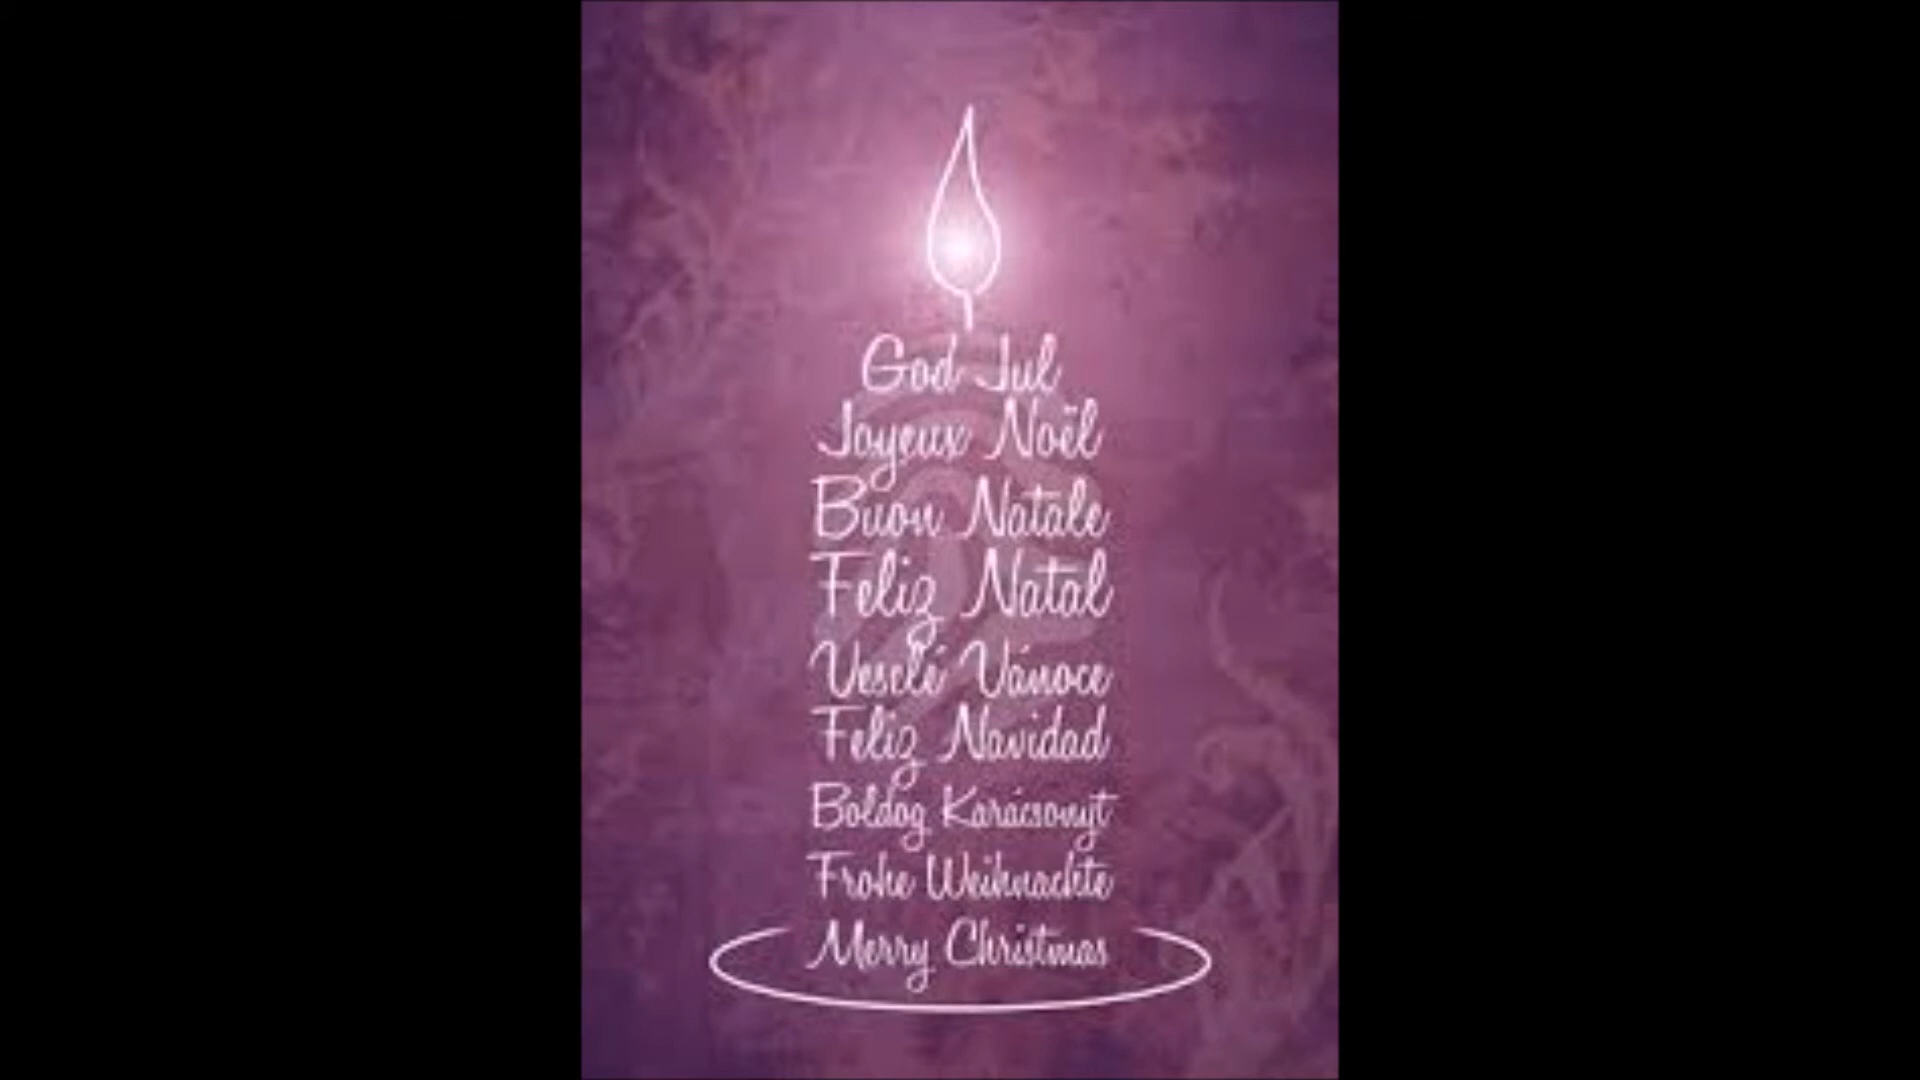 God Jul
Joyeux Noël
Buon Natale
Feliz Natal
Veselé Vánoce
Feliz Navidad
Boldog Karácsonyt
Frohe Weihnachte
Merry Christmas